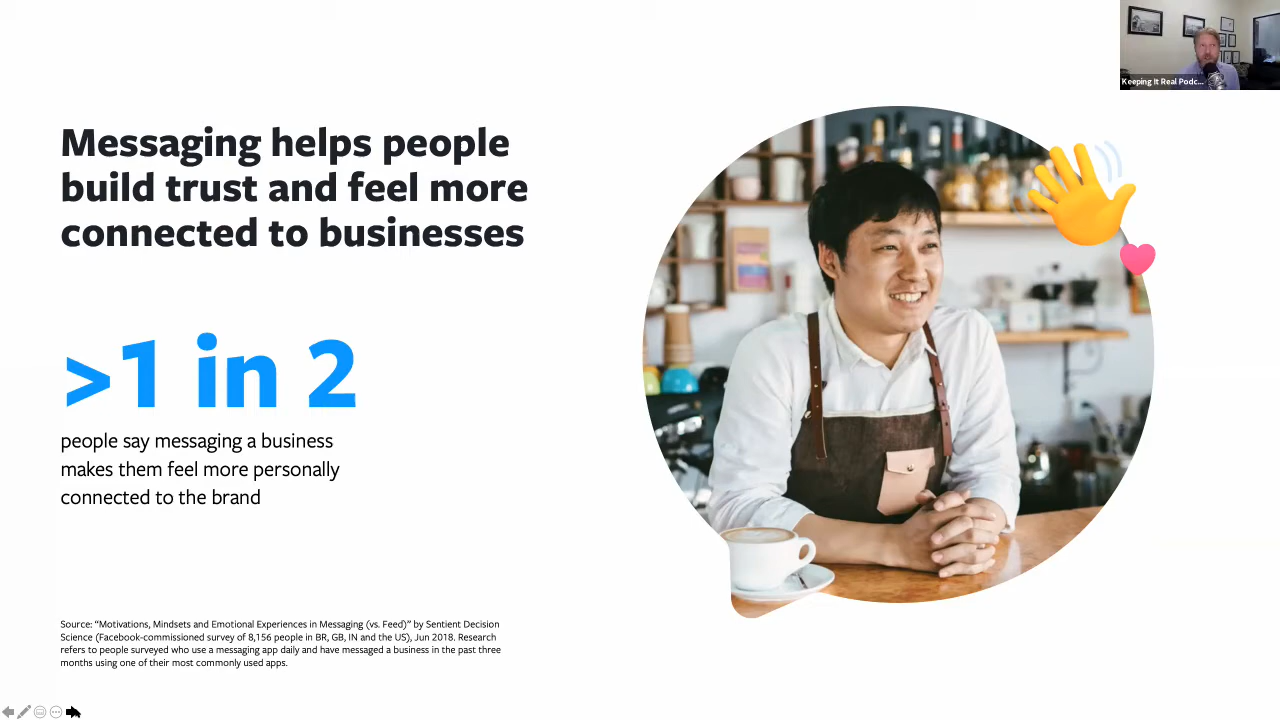 Keeping It Real Podc...
Messaging helps people
build trust and feel more
connected to businesses
>1 in 2
people say messaging a business
makes them feel more personally
connected to the brand
Source: “Motivations, Mindsets and Emotional Experiences in Messaging (vs. Feed)” by Sentient Decision
Science (Facebook-commissioned survey of 8,156 people in BR, GB, IN and the US), Jun 2018. Research
refers to people surveyed who use a messaging app daily and have messaged a business in the past three
months using one of their most commonly used apps.